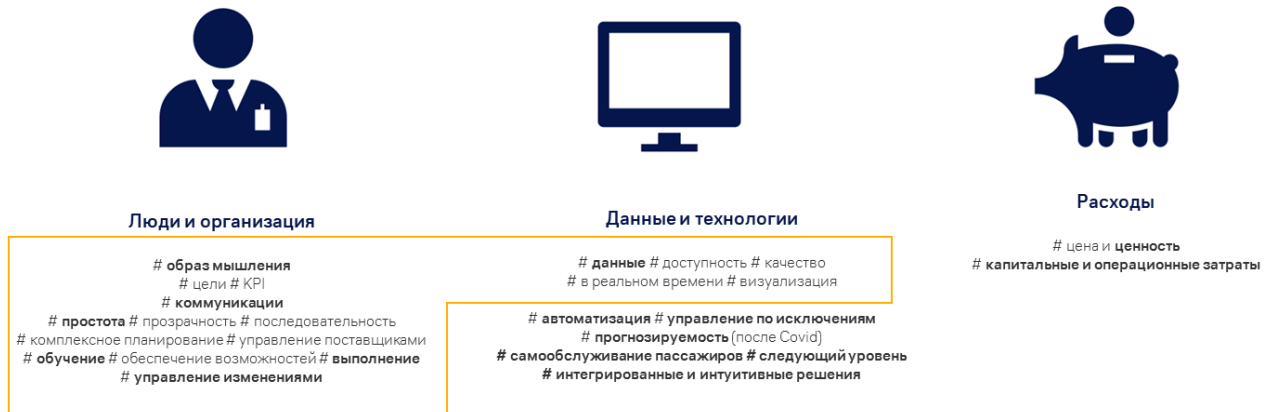 Люди и организация
# образ мышления
# цели # KPI
# коммуникации
# простота # прозрачность # последовательность
# комплексное планирование # управление поставщиками
# обучение # обеспечение возможностей # выполнение
# управление изменениями
Данные и технологии
# данные # доступность # качество
# в реальном времени # визуализация
# автоматизация # управление по исключениям
# прогнозируемость (после Covid)
# самообслуживание пассажиров # следующий уровень
# интегрированные и интуитивные решения
Расходы
# цена и ценность
# капитальные и операционные затраты